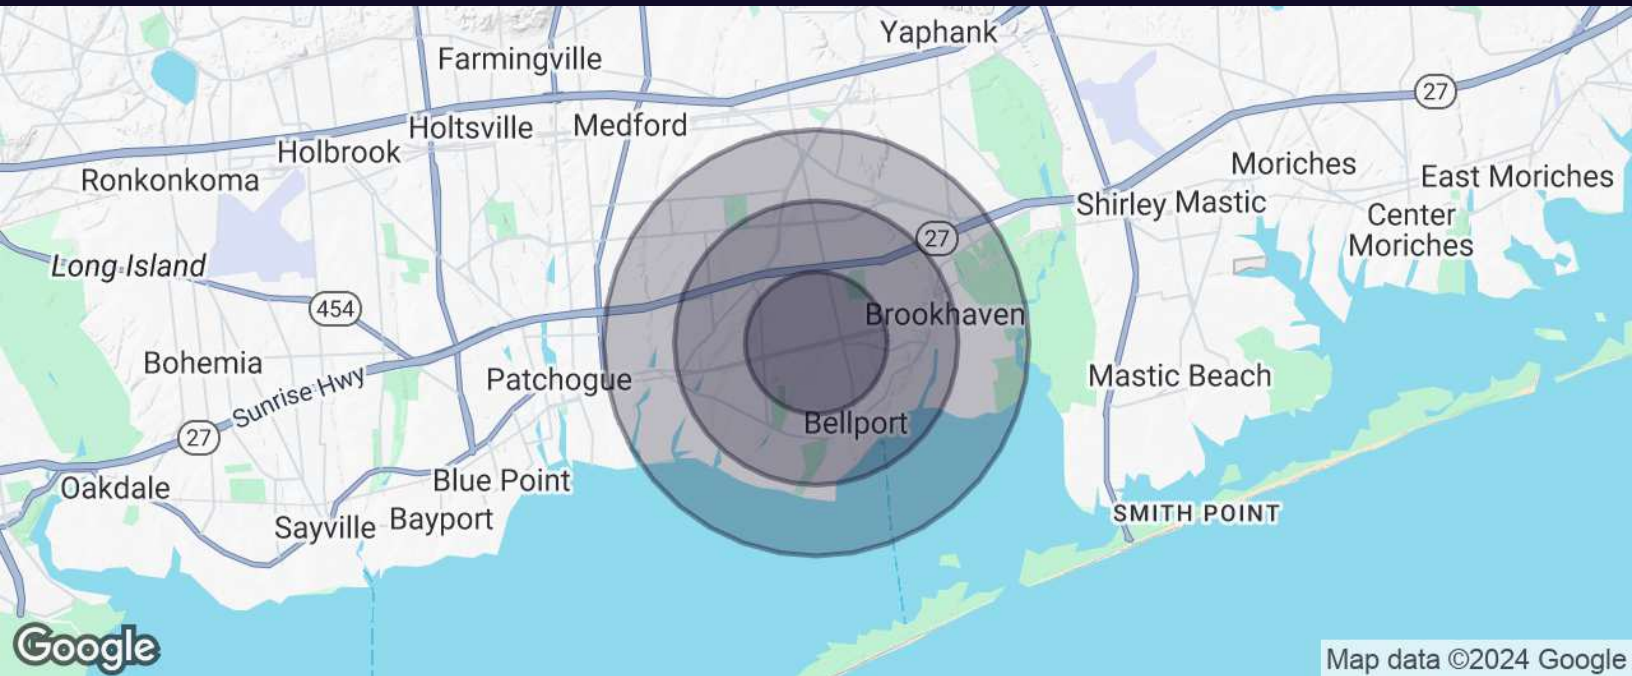 Yaphank
Farmingville
27
Holtsville
Medford
Holbrook
Moriches
Ronkonkoma
East Moriches
Shirley
Mastic
Center
Moriches
27
Long Island
454
Brookhaven
Bohemia
Patchogue
Mastic Beach
Sunrise Hwy
Bellport
27
Blue Point
Oakdale
Sayville
Bayport
SMITH POINT
Google
Map data ©2024 Google